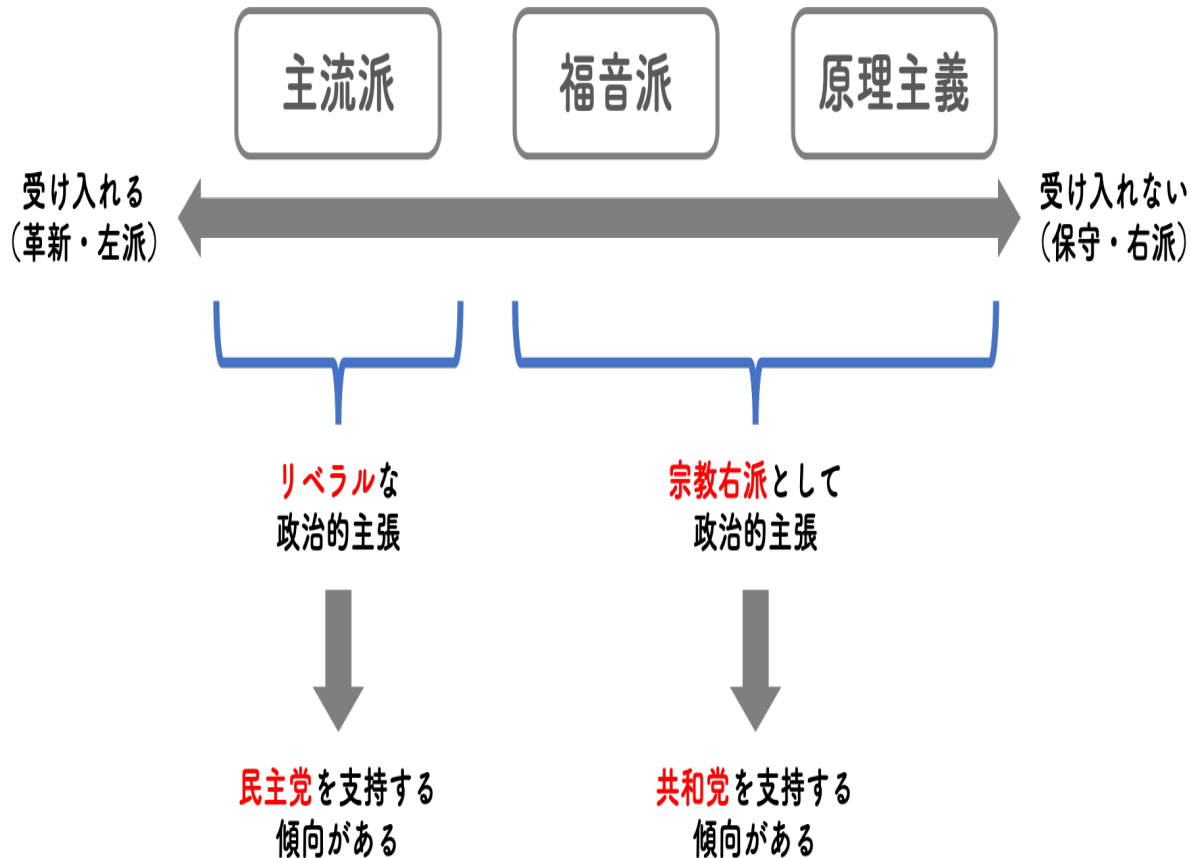 主流派
福音派
原理主義
受け入れる
（革新・左派）
受け入れない
（保守・右派）
リベラルな
政治的主張
宗教右派として
政治的主張
民主党を支持する
傾向がある
共和党を支持する
傾向がある